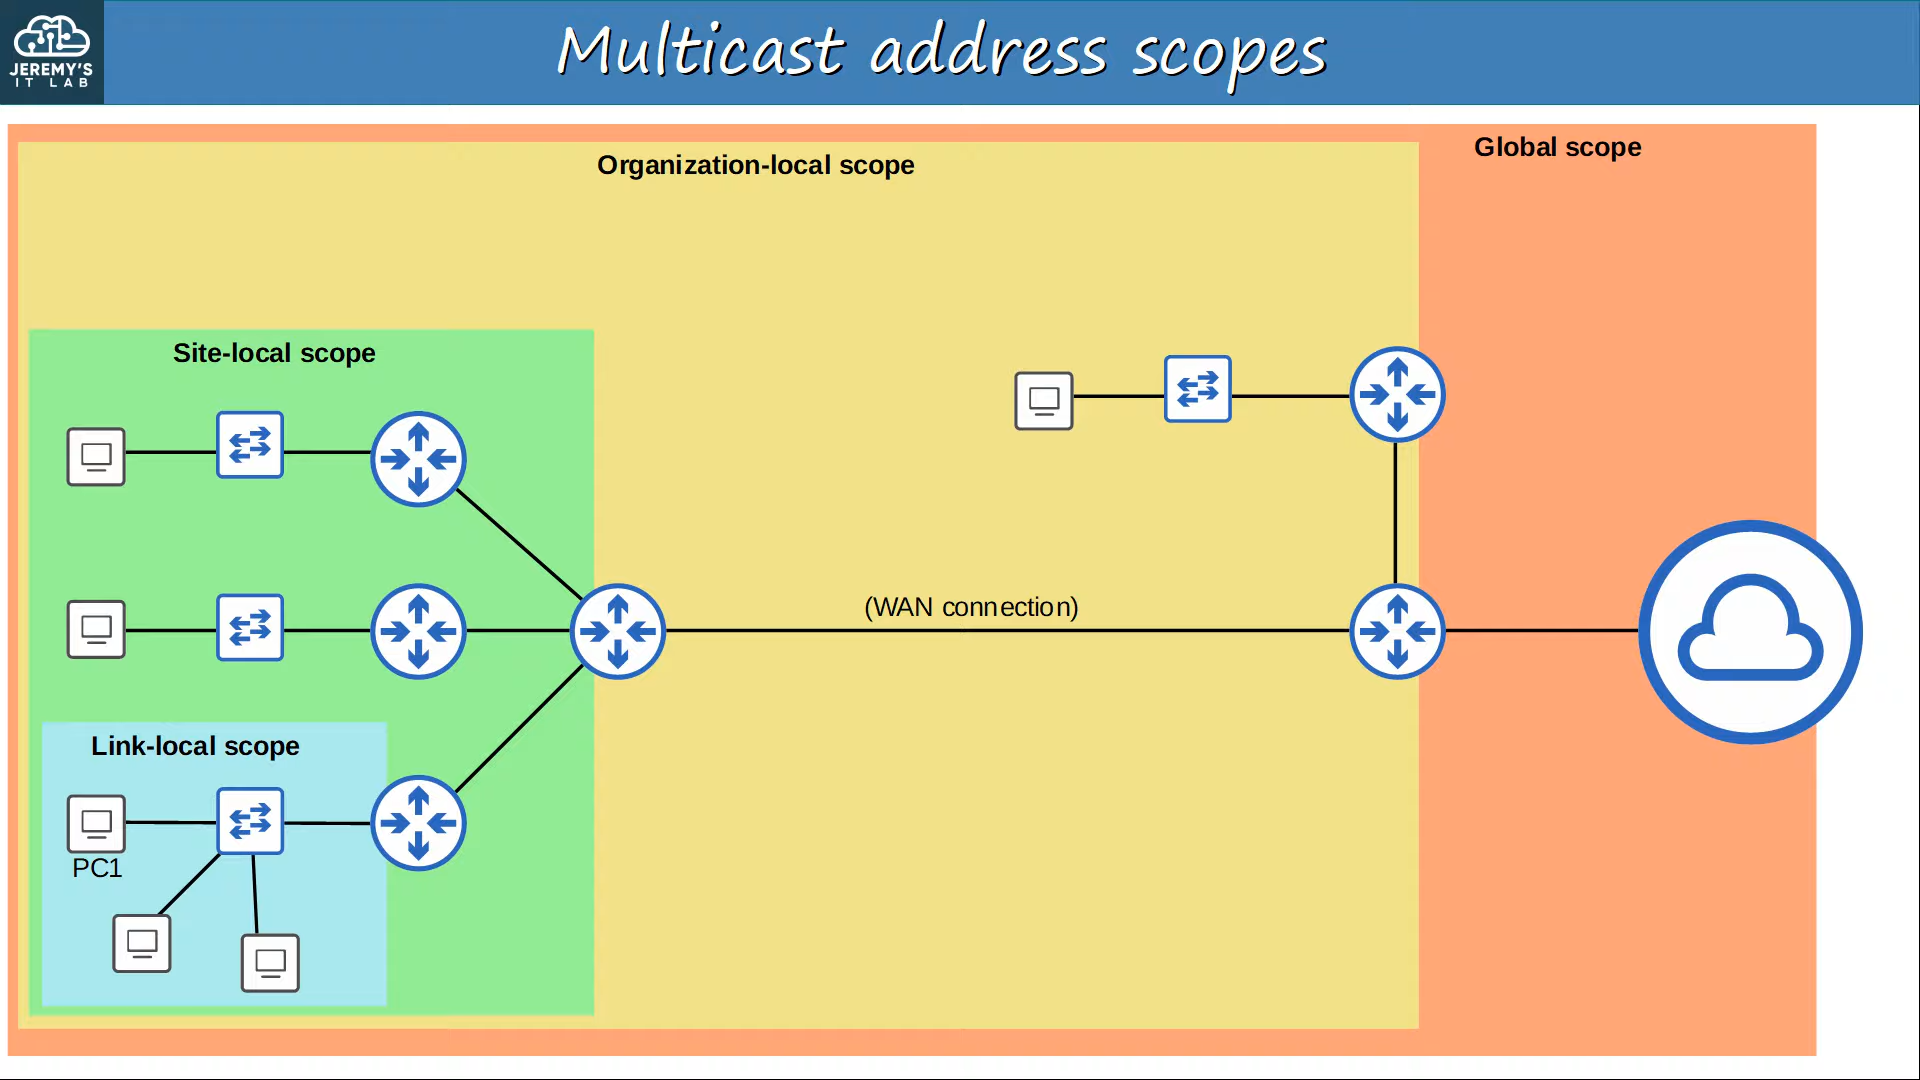 JEREMY'S
IT LAB
Multicast address scopes
Global scope
Organization-local scope
Site-local scope
(WAN connection)
Link-local scope
PC1